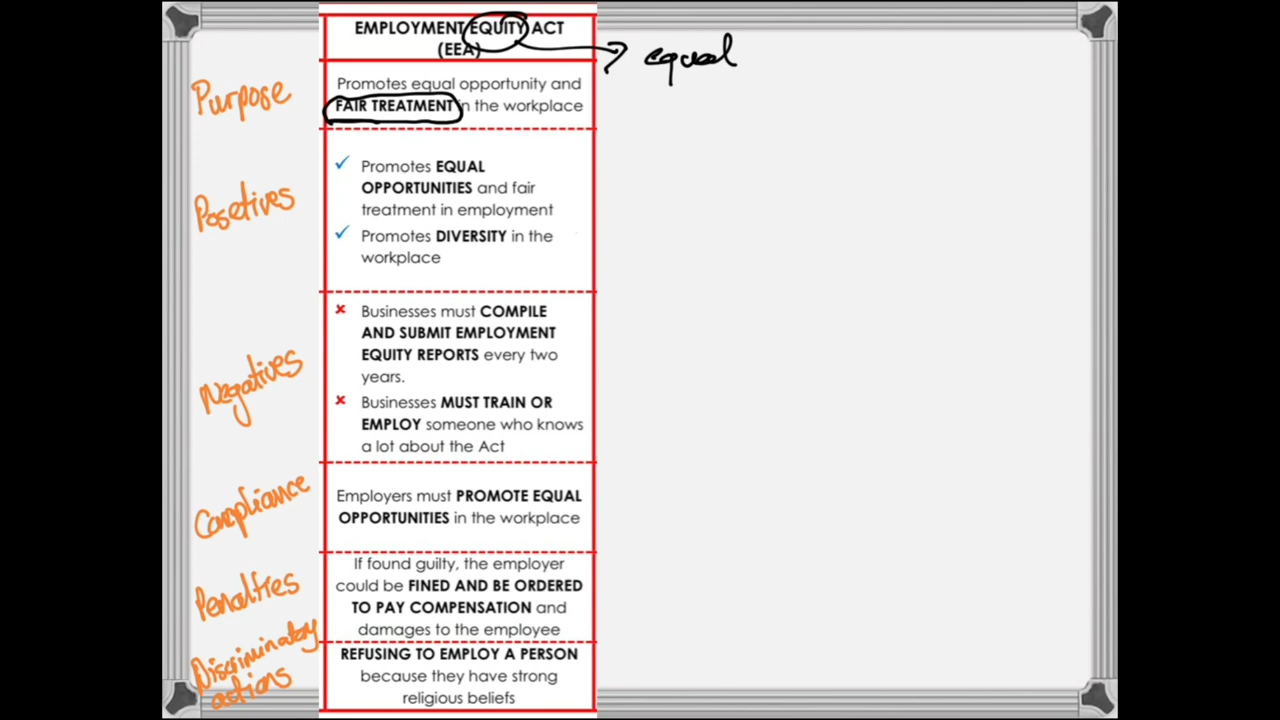 EMPLOYMENT EQUITY ACT
(EEA)
equal
Purpose
Promotes equal opportunity and
FAIR TREATMENT in the workplace
Posetives
✓ Promotes EQUAL
OPPORTUNITIES and fair
treatment in employment
✓ Promotes DIVERSITY in the
workplace
Negatives
✘ Businesses must COMPILE
AND SUBMIT EMPLOYMENT
EQUITY REPORTS every two
years.
✘ Businesses MUST TRAIN OR
EMPLOY someone who knows
a lot about the Act
Compliance
Employers must PROMOTE EQUAL
OPPORTUNITIES in the workplace
Penalties
If found guilty, the employer
could be FINED AND BE ORDERED
TO PAY COMPENSATION and
damages to the employee
Discriminatory
actions
REFUSING TO EMPLOY A PERSON
because they have strong
religious beliefs